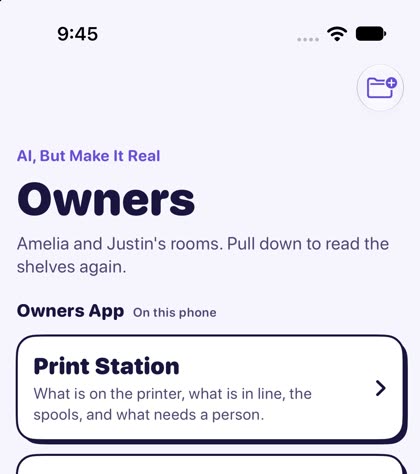 9:45
AI, But Make It Real
Owners
Amelia and Justin's rooms. Pull down to read the
shelves again.
Owners App On this phone
Print Station
What is on the printer, what is in line, the
spools, and what needs a person.